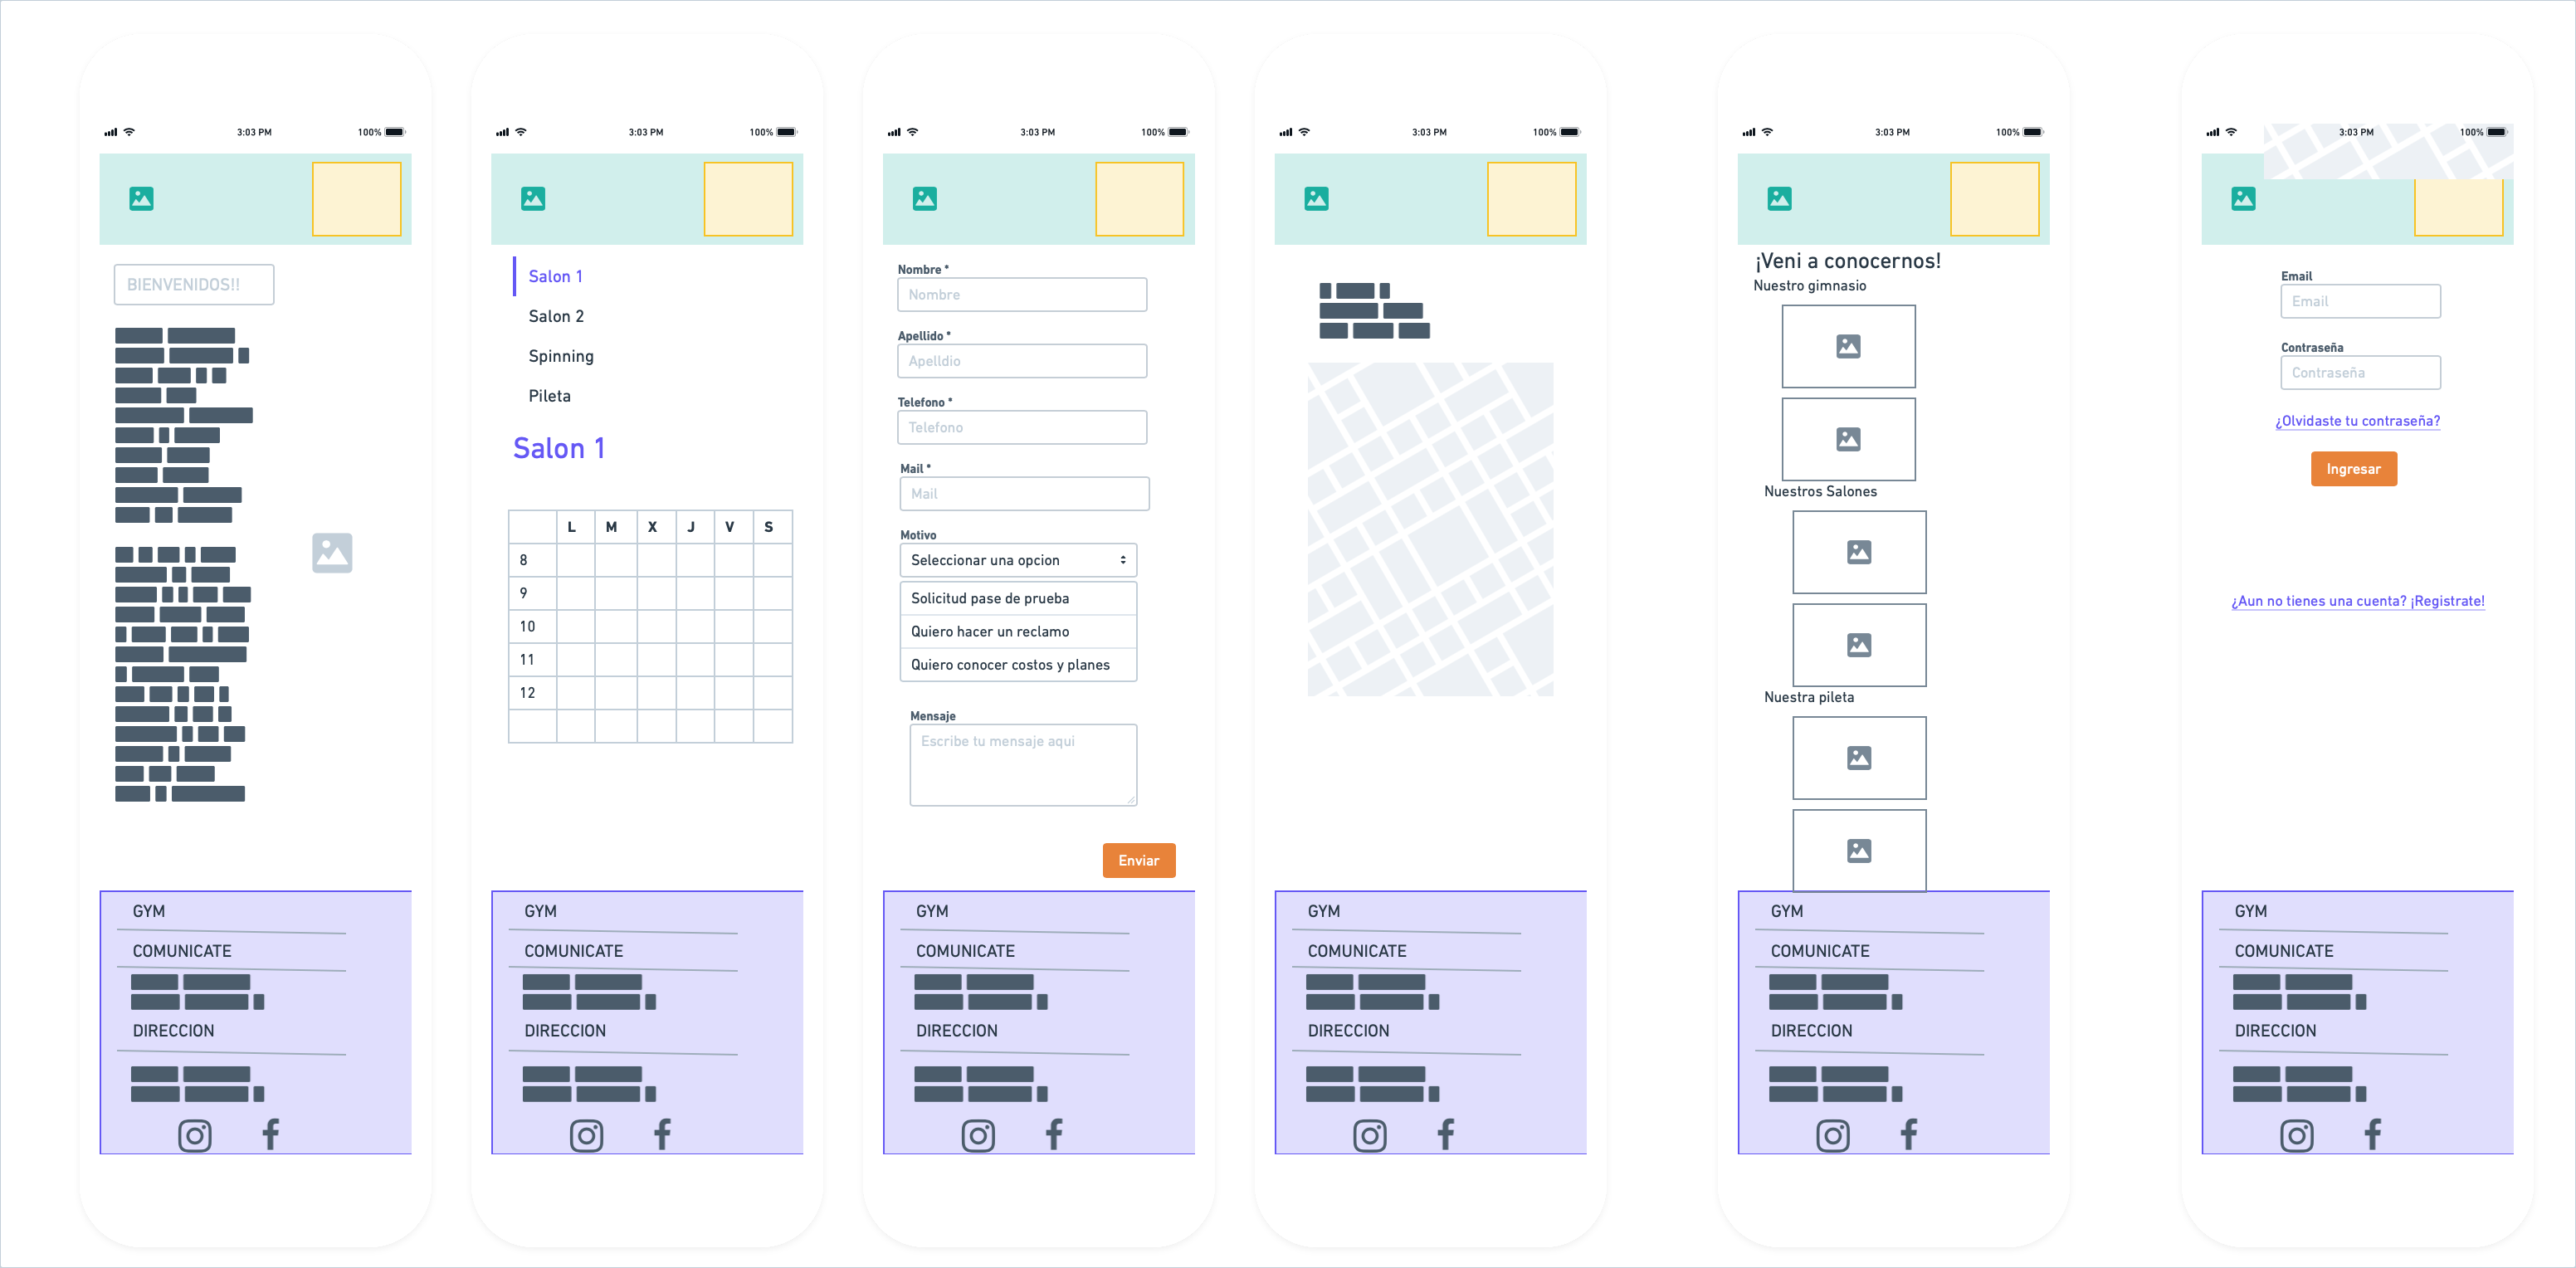 3:03 PM 100%
BIENVENIDOS!!
GYM
COMUNICATE
DIRECCION
3:03 PM 100%
Salon 1
Salon 2
Spinning
Pileta
Salon 1
L M X J V S
8
9
10
11
12
GYM
COMUNICATE
DIRECCION
3:03 PM 100%
Nombre *
Nombre
Apellido *
Apelldio
Telefono *
Telefono
Mail *
Mail
Motivo
Seleccionar una opcion
Solicitud pase de prueba
Quiero hacer un reclamo
Quiero conocer costos y planes
Mensaje
Escribe tu mensaje aqui
Enviar
GYM
COMUNICATE
DIRECCION
3:03 PM 100%
GYM
COMUNICATE
DIRECCION
3:03 PM 100%
¡Veni a conocernos!
Nuestro gimnasio
Nuestros Salones
Nuestra pileta
GYM
COMUNICATE
DIRECCION
3:03 PM 100%
Email
Email
Contraseña
Contraseña
¿Olvidaste tu contraseña?
Ingresar
¿Aun no tienes una cuenta? ¡Registrate!
GYM
COMUNICATE
DIRECCION